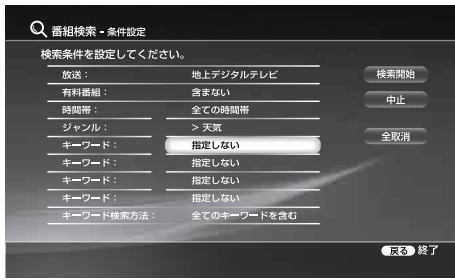 番組検索 - 条件設定
検索条件を設定してください。
放送： 地上デジタルテレビ
有料番組： 含まない
時間帯： 全ての時間帯
ジャンル： > 天気
キーワード： 指定しない
キーワード： 指定しない
キーワード： 指定しない
キーワード： 指定しない
キーワード検索方法： 全てのキーワードを含む
検索開始
中止
全取消
戻る 終了